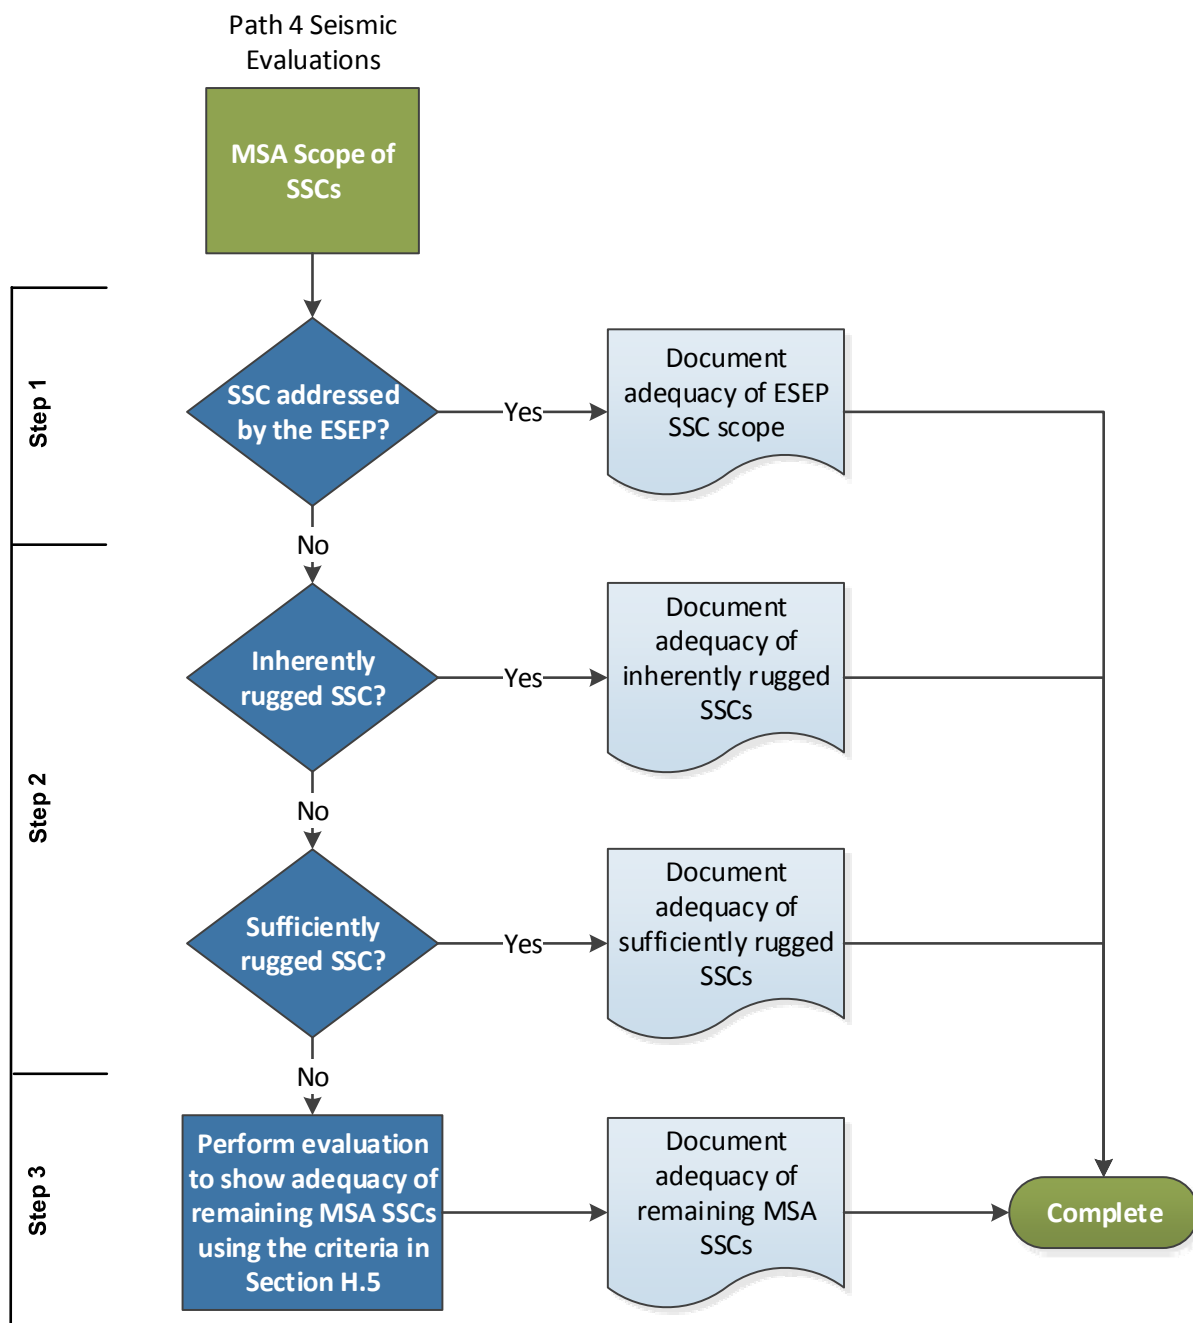 Path 4 Seismic
Evaluations
MSA Scope of
SSCs
Step 1
SSC addressed
by the ESEP?
Yes
Document
adequacy of ESEP
SSC scope
No
Step 2
Inherently
rugged SSC?
Yes
Document
adequacy of
inherently rugged
SSCs
No
Sufficiently
rugged SSC?
Yes
Document
adequacy of
sufficiently rugged
SSCs
No
Step 3
Perform evaluation
to show adequacy of
remaining MSA SSCs
using the criteria in
Section H.5
Document
adequacy of
remaining MSA
SSCs
Complete